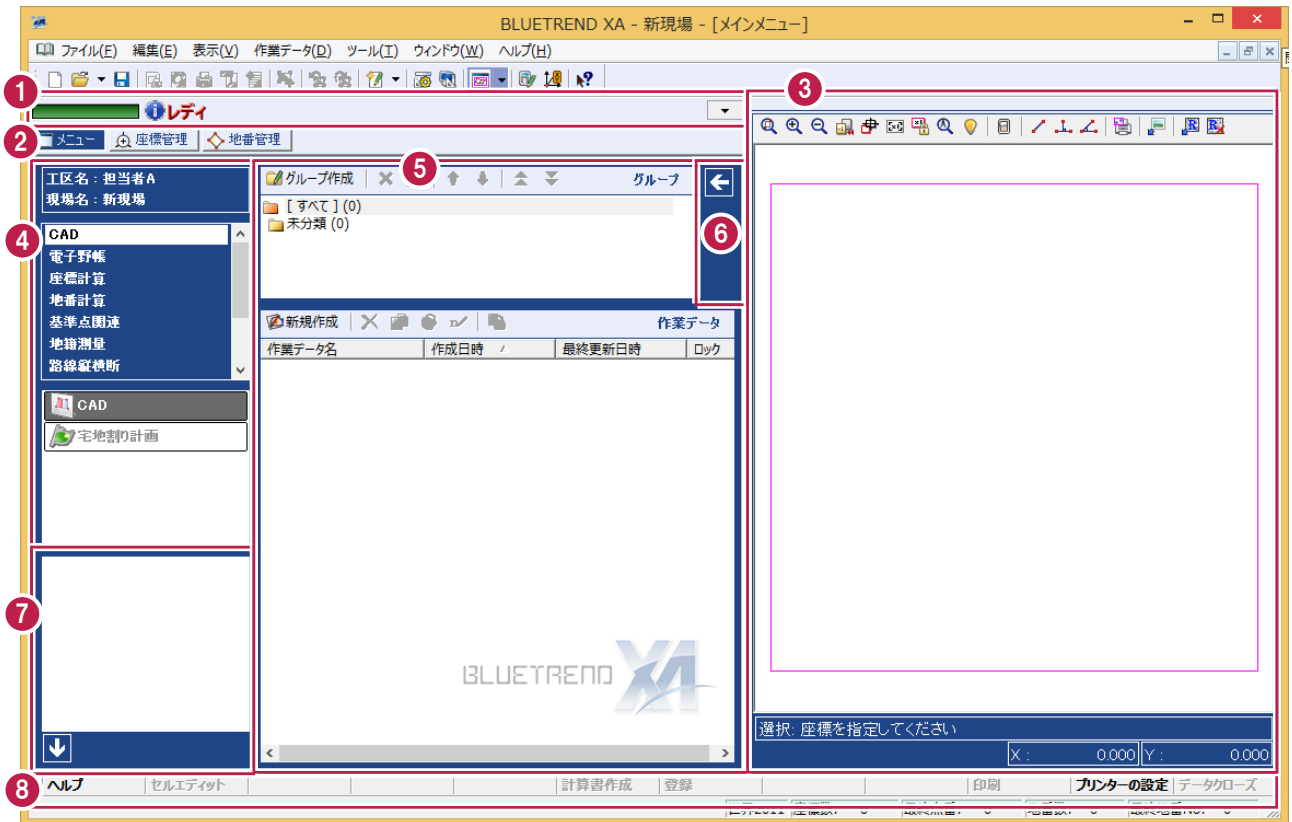 BLUETREND XA - 新現場 - [メインメニュー]
ファイル(F) 編集(E) 表示(V) 作業データ(D) ツール(T) ウィンドウ(W) ヘルプ(H)
1
レディ
2
メニュー 座標管理 地番管理
3
4
工区名：担当者A
現場名：新現場
CAD
電子野帳
座標計算
地番計算
基準点関連
地籍測量
路線縦横断
CAD
宅地割り計画
5
グループ作成 グループ
[ すべて ] (0)
未分類 (0)
6
新規作成 作業データ
作業データ名 作成日時 最終更新日時 ロック
BLUETREND XA
7
選択: 座標を指定してください
X : 0.000 Y : 0.000
8
ヘルプ セルエディット 計算書作成 登録 印刷 プリンターの設定 データクローズ